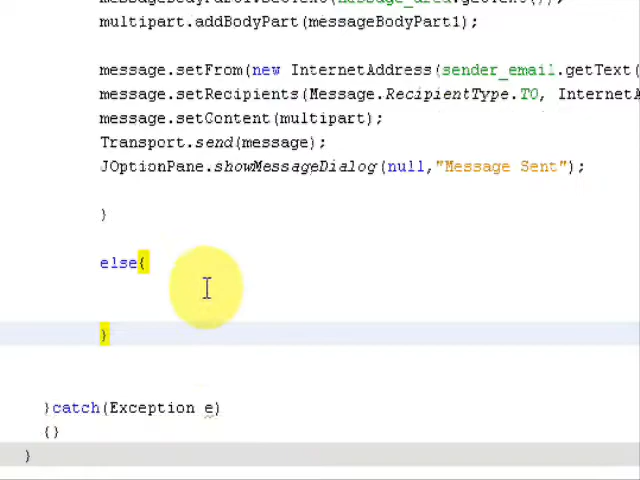 multipart.addBodyPart(messageBodyPart1);
message.setFrom(new InternetAddress(sender_email.getText(
message.setRecipients(Message.RecipientType.TO, InternetA
message.setContent(multipart);
Transport.send(message);
JOptionPane.showMessageDialog(null,"Message Sent");
}
else{
}
}catch(Exception e)
{}
}